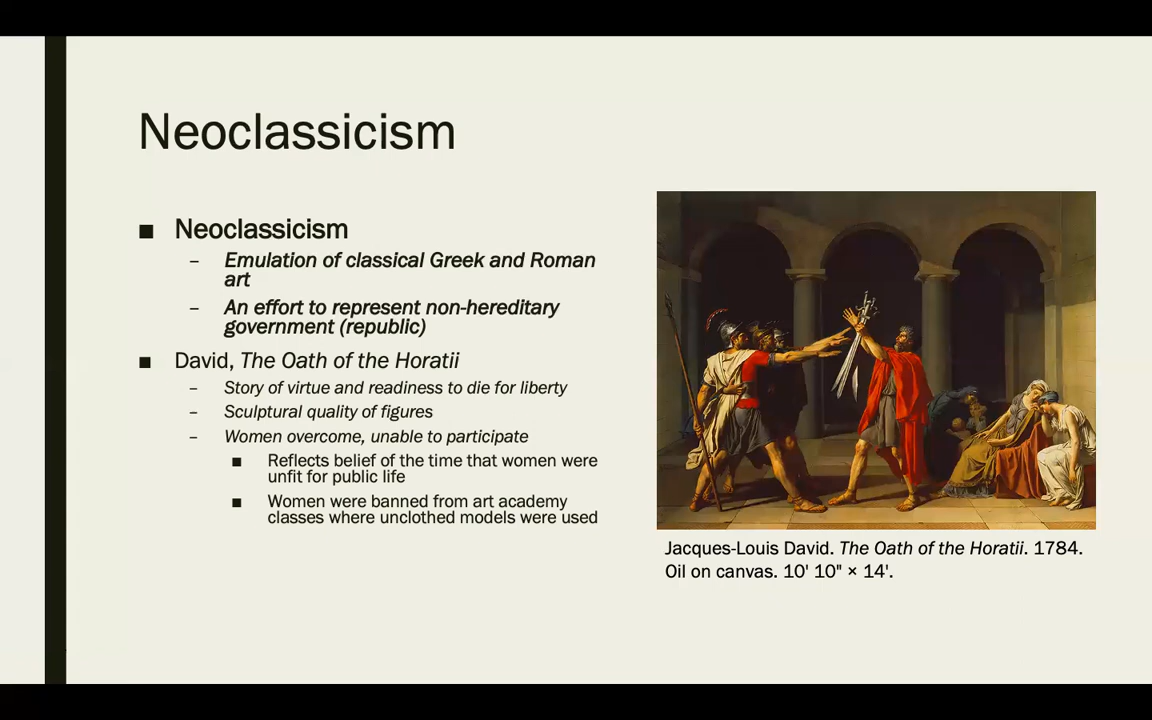 Neoclassicism
■ Neoclassicism
– Emulation of classical Greek and Roman
art
– An effort to represent non-hereditary
government (republic)
■ David, The Oath of the Horatii
– Story of virtue and readiness to die for liberty
– Sculptural quality of figures
– Women overcome, unable to participate
■ Reflects belief of the time that women were
unfit for public life
■ Women were banned from art academy
classes where unclothed models were used
Jacques-Louis David. The Oath of the Horatii. 1784.
Oil on canvas. 10' 10" × 14'.